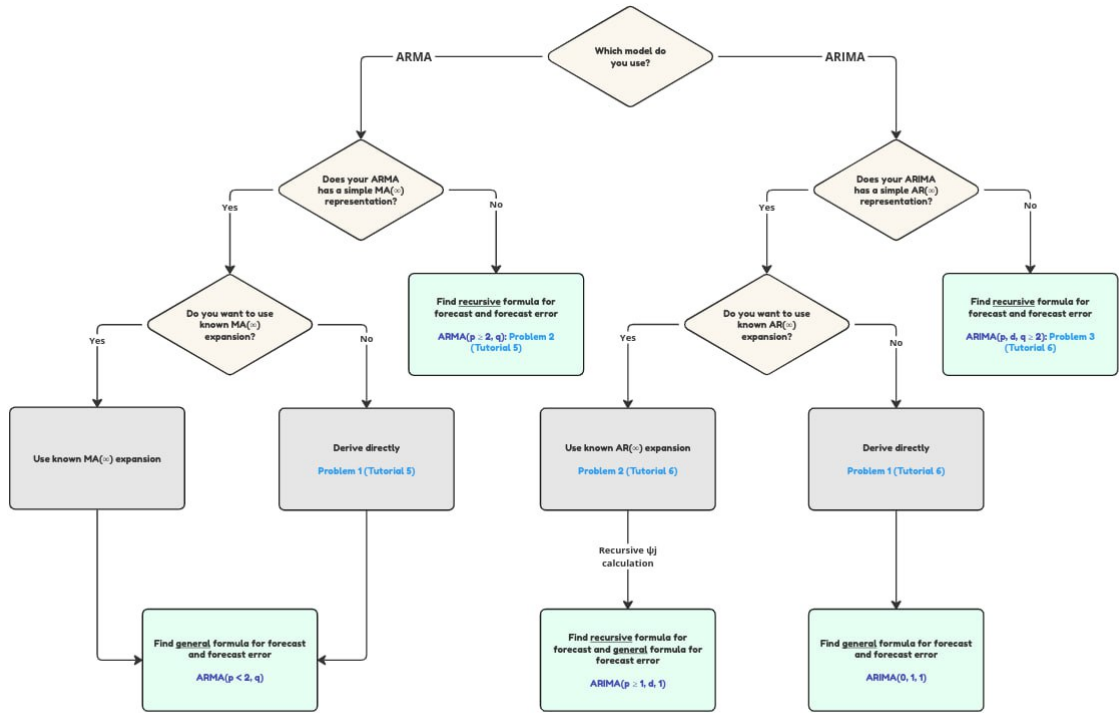 Which model do
you use?
ARMA
ARIMA
Does your ARMA
has a simple MA(∞)
representation?
Does your ARIMA
has a simple AR(∞)
representation?
Yes
No
Yes
No
Do you want to use
known MA(∞)
expansion?
Find recursive formula for
forecast and forecast error
ARMA(p ≥ 2, q): Problem 2
(Tutorial 5)
Do you want to use
known AR(∞)
expansion?
Find recursive formula for
forecast and forecast error
ARIMA(p, d, q ≥ 2): Problem 3
(Tutorial 6)
Yes
No
Yes
No
Use known MA(∞) expansion
Derive directly
Problem 1 (Tutorial 5)
Use known AR(∞) expansion
Problem 2 (Tutorial 6)
Derive directly
Problem 1 (Tutorial 6)
Recursive ψj
calculation
Find general formula for forecast
and forecast error
ARMA(p < 2, q)
Find recursive formula for
forecast and general formula for
forecast error
ARIMA(p ≥ 1, d, 1)
Find general formula for forecast
and forecast error
ARIMA(0, 1, 1)